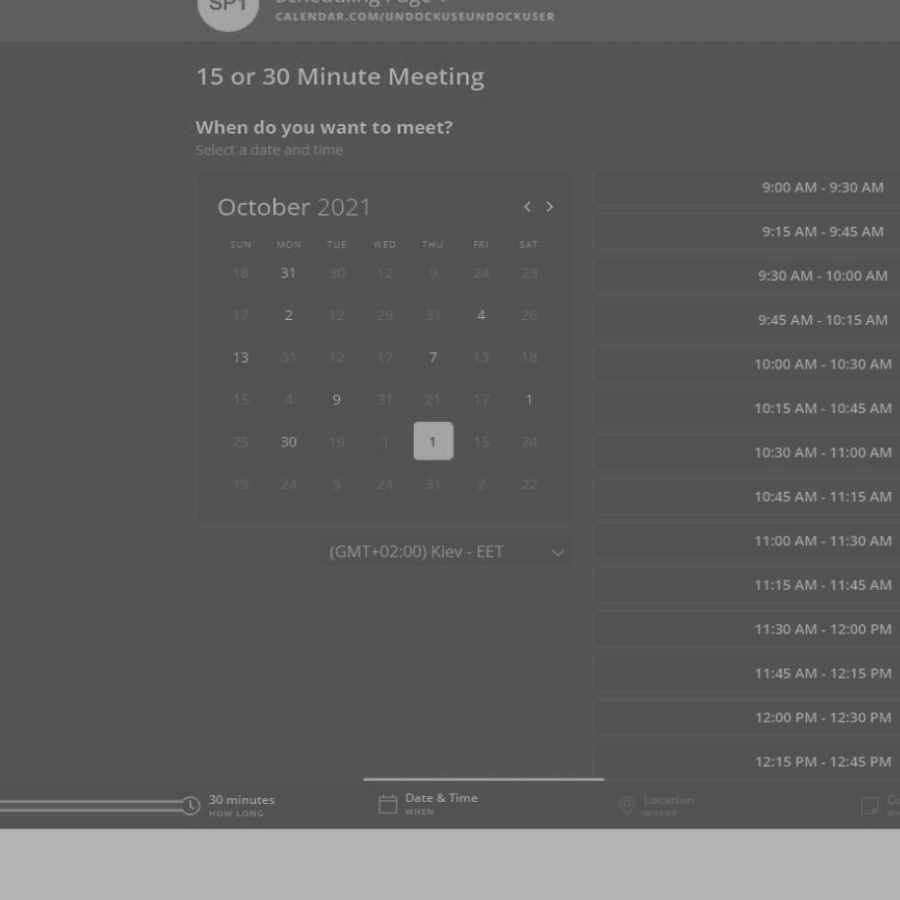 SP1
CALENDAR.COM/UNDOCKUSEUNDOCKUSER
15 or 30 Minute Meeting
When do you want to meet?
Select a date and time
October 2021
SUN MON TUE WED THU FRI SAT
18 31 30 12 9 24 23
17 2 12 29 31 4 26
13 31 12 17 7 13 18
15 4 9 31 21 17 1
25 30 19 1 1 15 24
19 24 5 24 31 2 22
(GMT+02:00) Kiev - EET
9:00 AM - 9:30 AM
9:15 AM - 9:45 AM
9:30 AM - 10:00 AM
9:45 AM - 10:15 AM
10:00 AM - 10:30 AM
10:15 AM - 10:45 AM
10:30 AM - 11:00 AM
10:45 AM - 11:15 AM
11:00 AM - 11:30 AM
11:15 AM - 11:45 AM
11:30 AM - 12:00 PM
11:45 AM - 12:15 PM
12:00 PM - 12:30 PM
12:15 PM - 12:45 PM
30 minutes
HOW LONG
Date & Time
WHEN
Location
WHERE